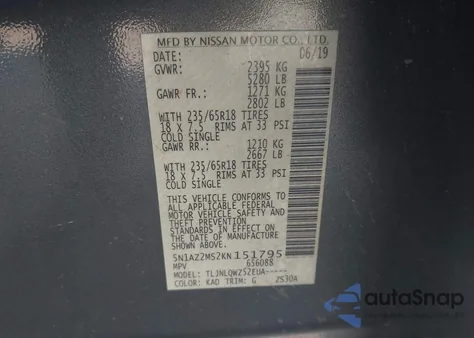 MFD BY NISSAN MOTOR CO., LTD.
DATE: 06/19
GVWR: 2395 KG
5280 LB
GAWR FR.: 1271 KG
2802 LB
WITH 235/65R18 TIRES
18 X 7.5 RIMS AT 33 PSI
COLD SINGLE
GAWR RR.: 1210 KG
2667 LB
WITH 235/65R18 TIRES
18 X 7.5 RIMS AT 33 PSI
COLD SINGLE
THIS VEHICLE CONFORMS TO
ALL APPLICABLE FEDERAL
MOTOR VEHICLE SAFETY AND
THEFT PREVENTION
STANDARDS IN EFFECT ON
THE DATE OF MANUFACTURE
SHOWN ABOVE.
5N1AZ2MS2KN151795
MPV 656088
MODEL: TLJNLQWZ52EUA-----
COLOR: KAD TRIM: G 2S30A
autoSnap
Cars from Auction